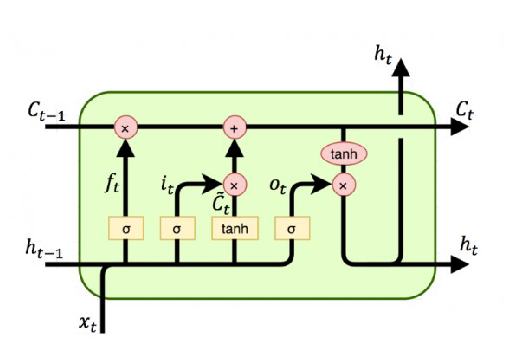 h_t
C_{t-1}
×
+
C_t
tanh
f_t
i_t
×
o_t
×
C̃_t
σ
σ
tanh
σ
h_{t-1}
h_t
x_t